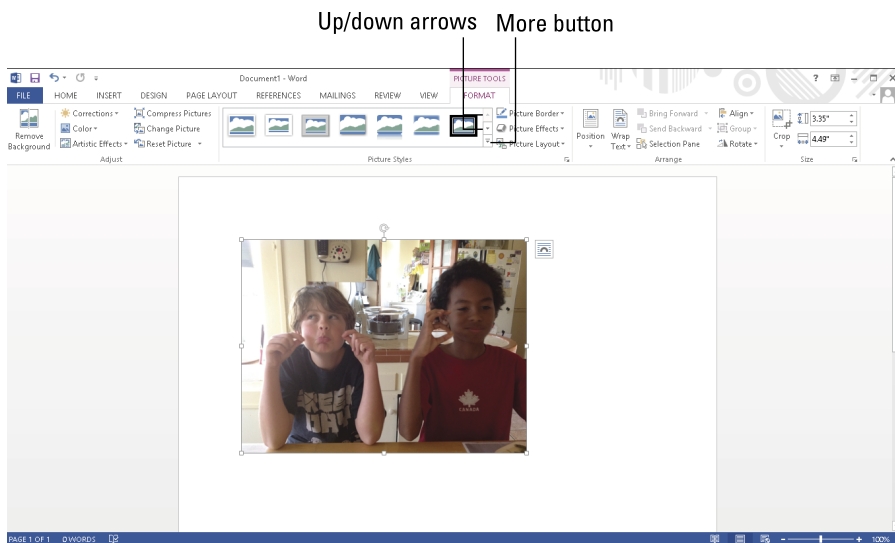 Up/down arrows More button
Document1 - Word
PICTURE TOOLS
?
FILE HOME INSERT DESIGN PAGE LAYOUT REFERENCES MAILINGS REVIEW VIEW FORMAT
Remove Background
Corrections
Color
Artistic Effects
Compress Pictures
Change Picture
Reset Picture
Adjust
Picture Styles
Picture Border
Picture Effects
Picture Layout
Position
Wrap Text
Bring Forward
Send Backward
Selection Pane
Align
Group
Rotate
Arrange
Crop
3.35"
4.49"
Size
CANADA
PAGE 1 OF 1 0 WORDS
100%